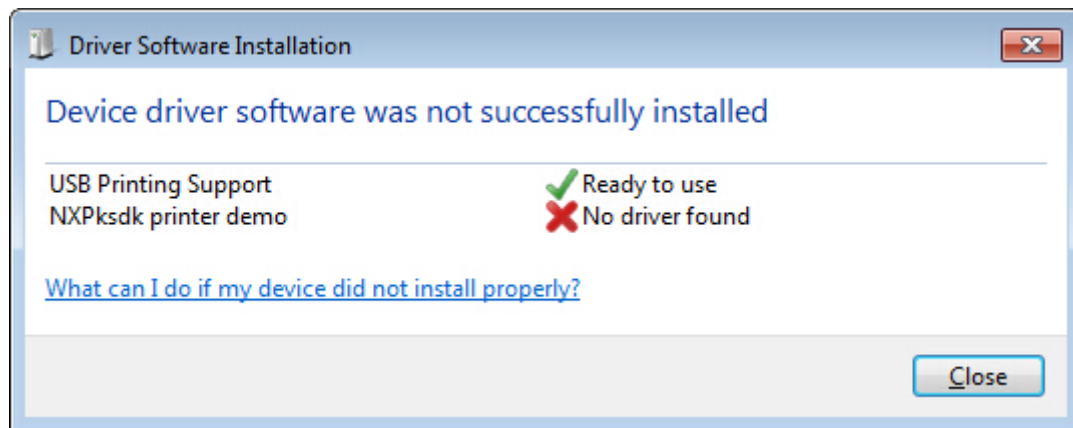 Driver Software Installation
Device driver software was not successfully installed
USB Printing Support Ready to use
NXPksdk printer demo No driver found
What can I do if my device did not install properly?
Close